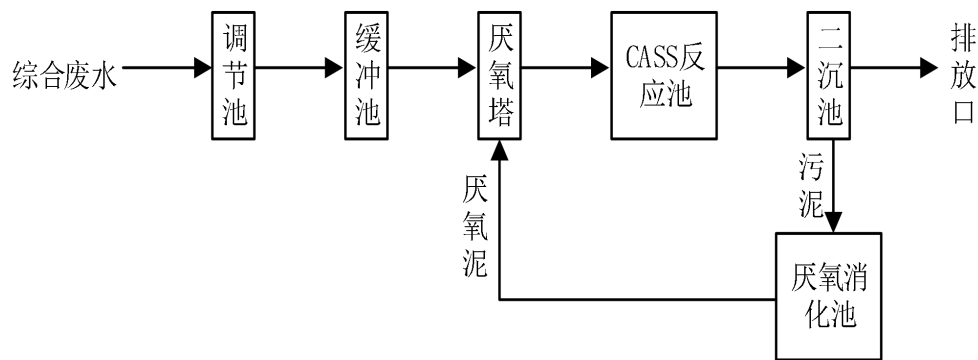 综合废水
调节池
缓冲池
厌氧塔
CASS反
应池
二沉池
排放口
厌氧泥
污泥
厌氧消
化池